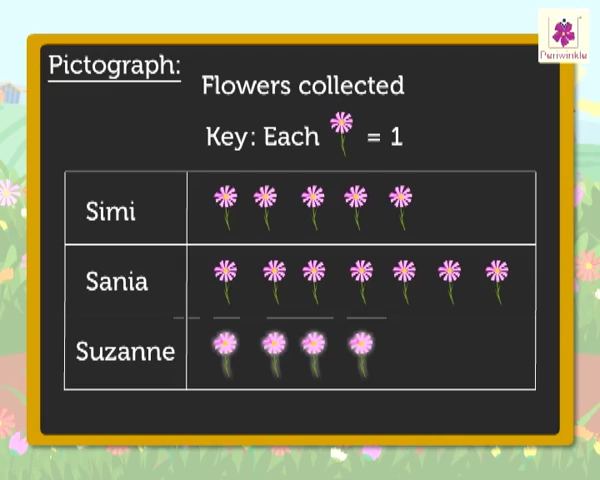 Periwinkle
Pictograph:
Flowers collected
Key: Each = 1
Simi
Sania
Suzanne